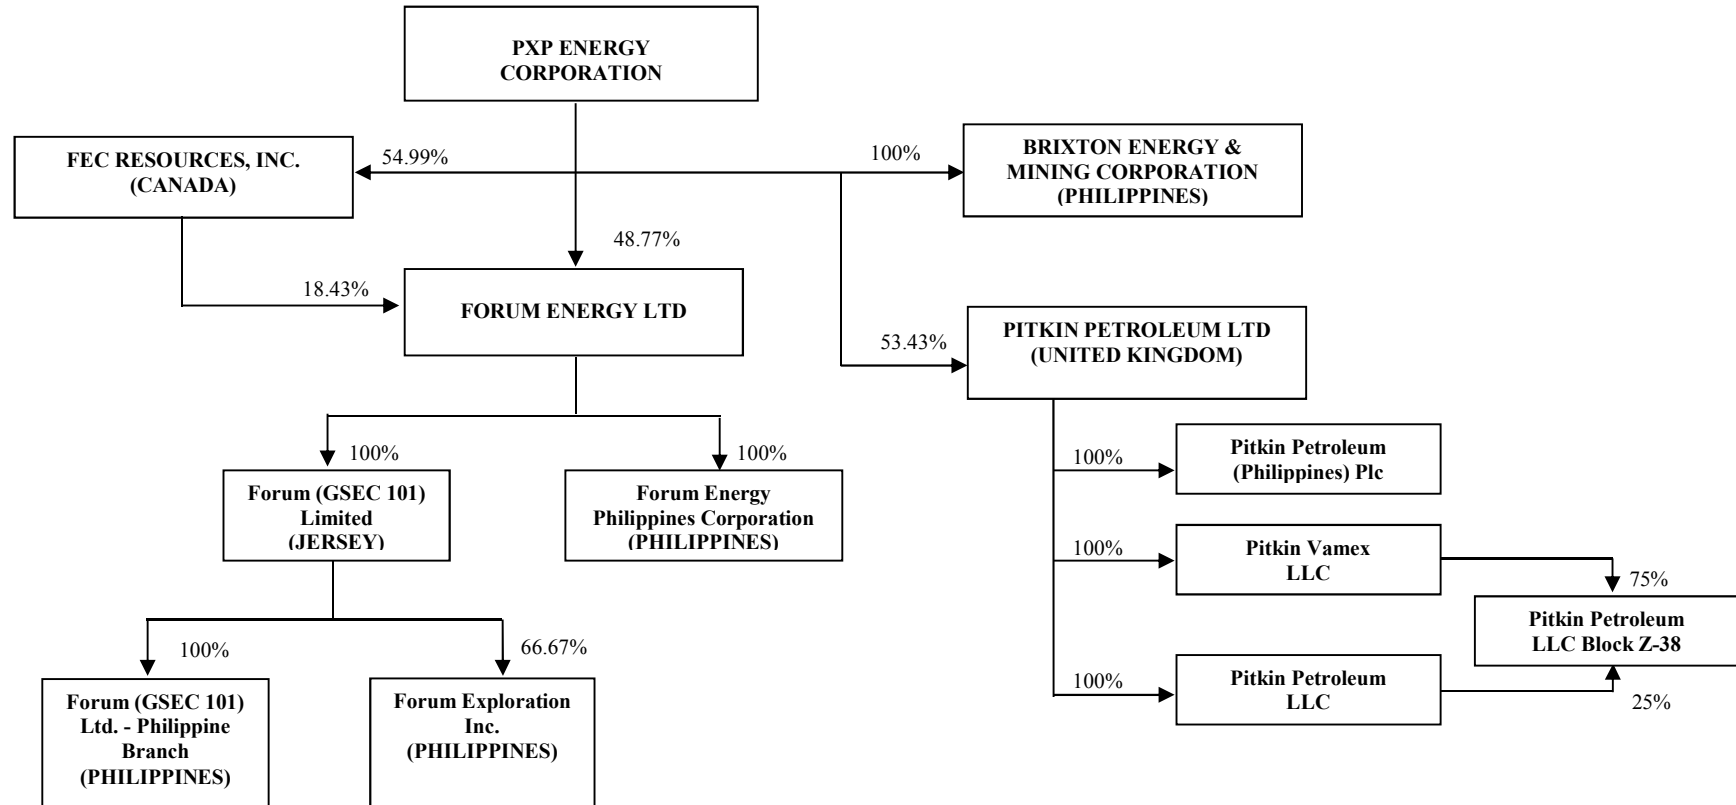 PXP ENERGY
CORPORATION
FEC RESOURCES, INC.
(CANADA)
54.99%
100%
BRIXTON ENERGY &
MINING CORPORATION
(PHILIPPINES)
48.77%
18.43%
FORUM ENERGY LTD
53.43%
PITKIN PETROLEUM LTD
(UNITED KINGDOM)
100%
100%
Forum (GSEC 101)
Limited
(JERSEY)
Forum Energy
Philippines Corporation
(PHILIPPINES)
100%
Pitkin Petroleum
(Philippines) Plc
100%
Pitkin Vamex
LLC
75%
Pitkin Petroleum
LLC Block Z-38
100%
Pitkin Petroleum
LLC
25%
100%
66.67%
Forum (GSEC 101)
Ltd. - Philippine
Branch
(PHILIPPINES)
Forum Exploration
Inc.
(PHILIPPINES)